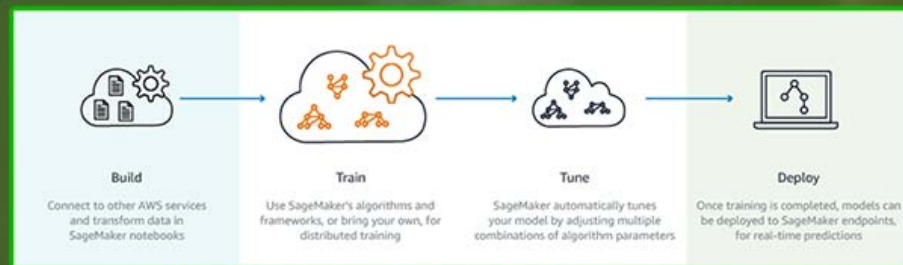 Build
Connect to other AWS services
and transform data in
SageMaker notebooks
Train
Use SageMaker's algorithms and
frameworks, or bring your own, for
distributed training
Tune
SageMaker automatically tunes
your model by adjusting multiple
combinations of algorithm parameters
Deploy
Once training is completed, models can
be deployed to SageMaker endpoints,
for real-time predictions